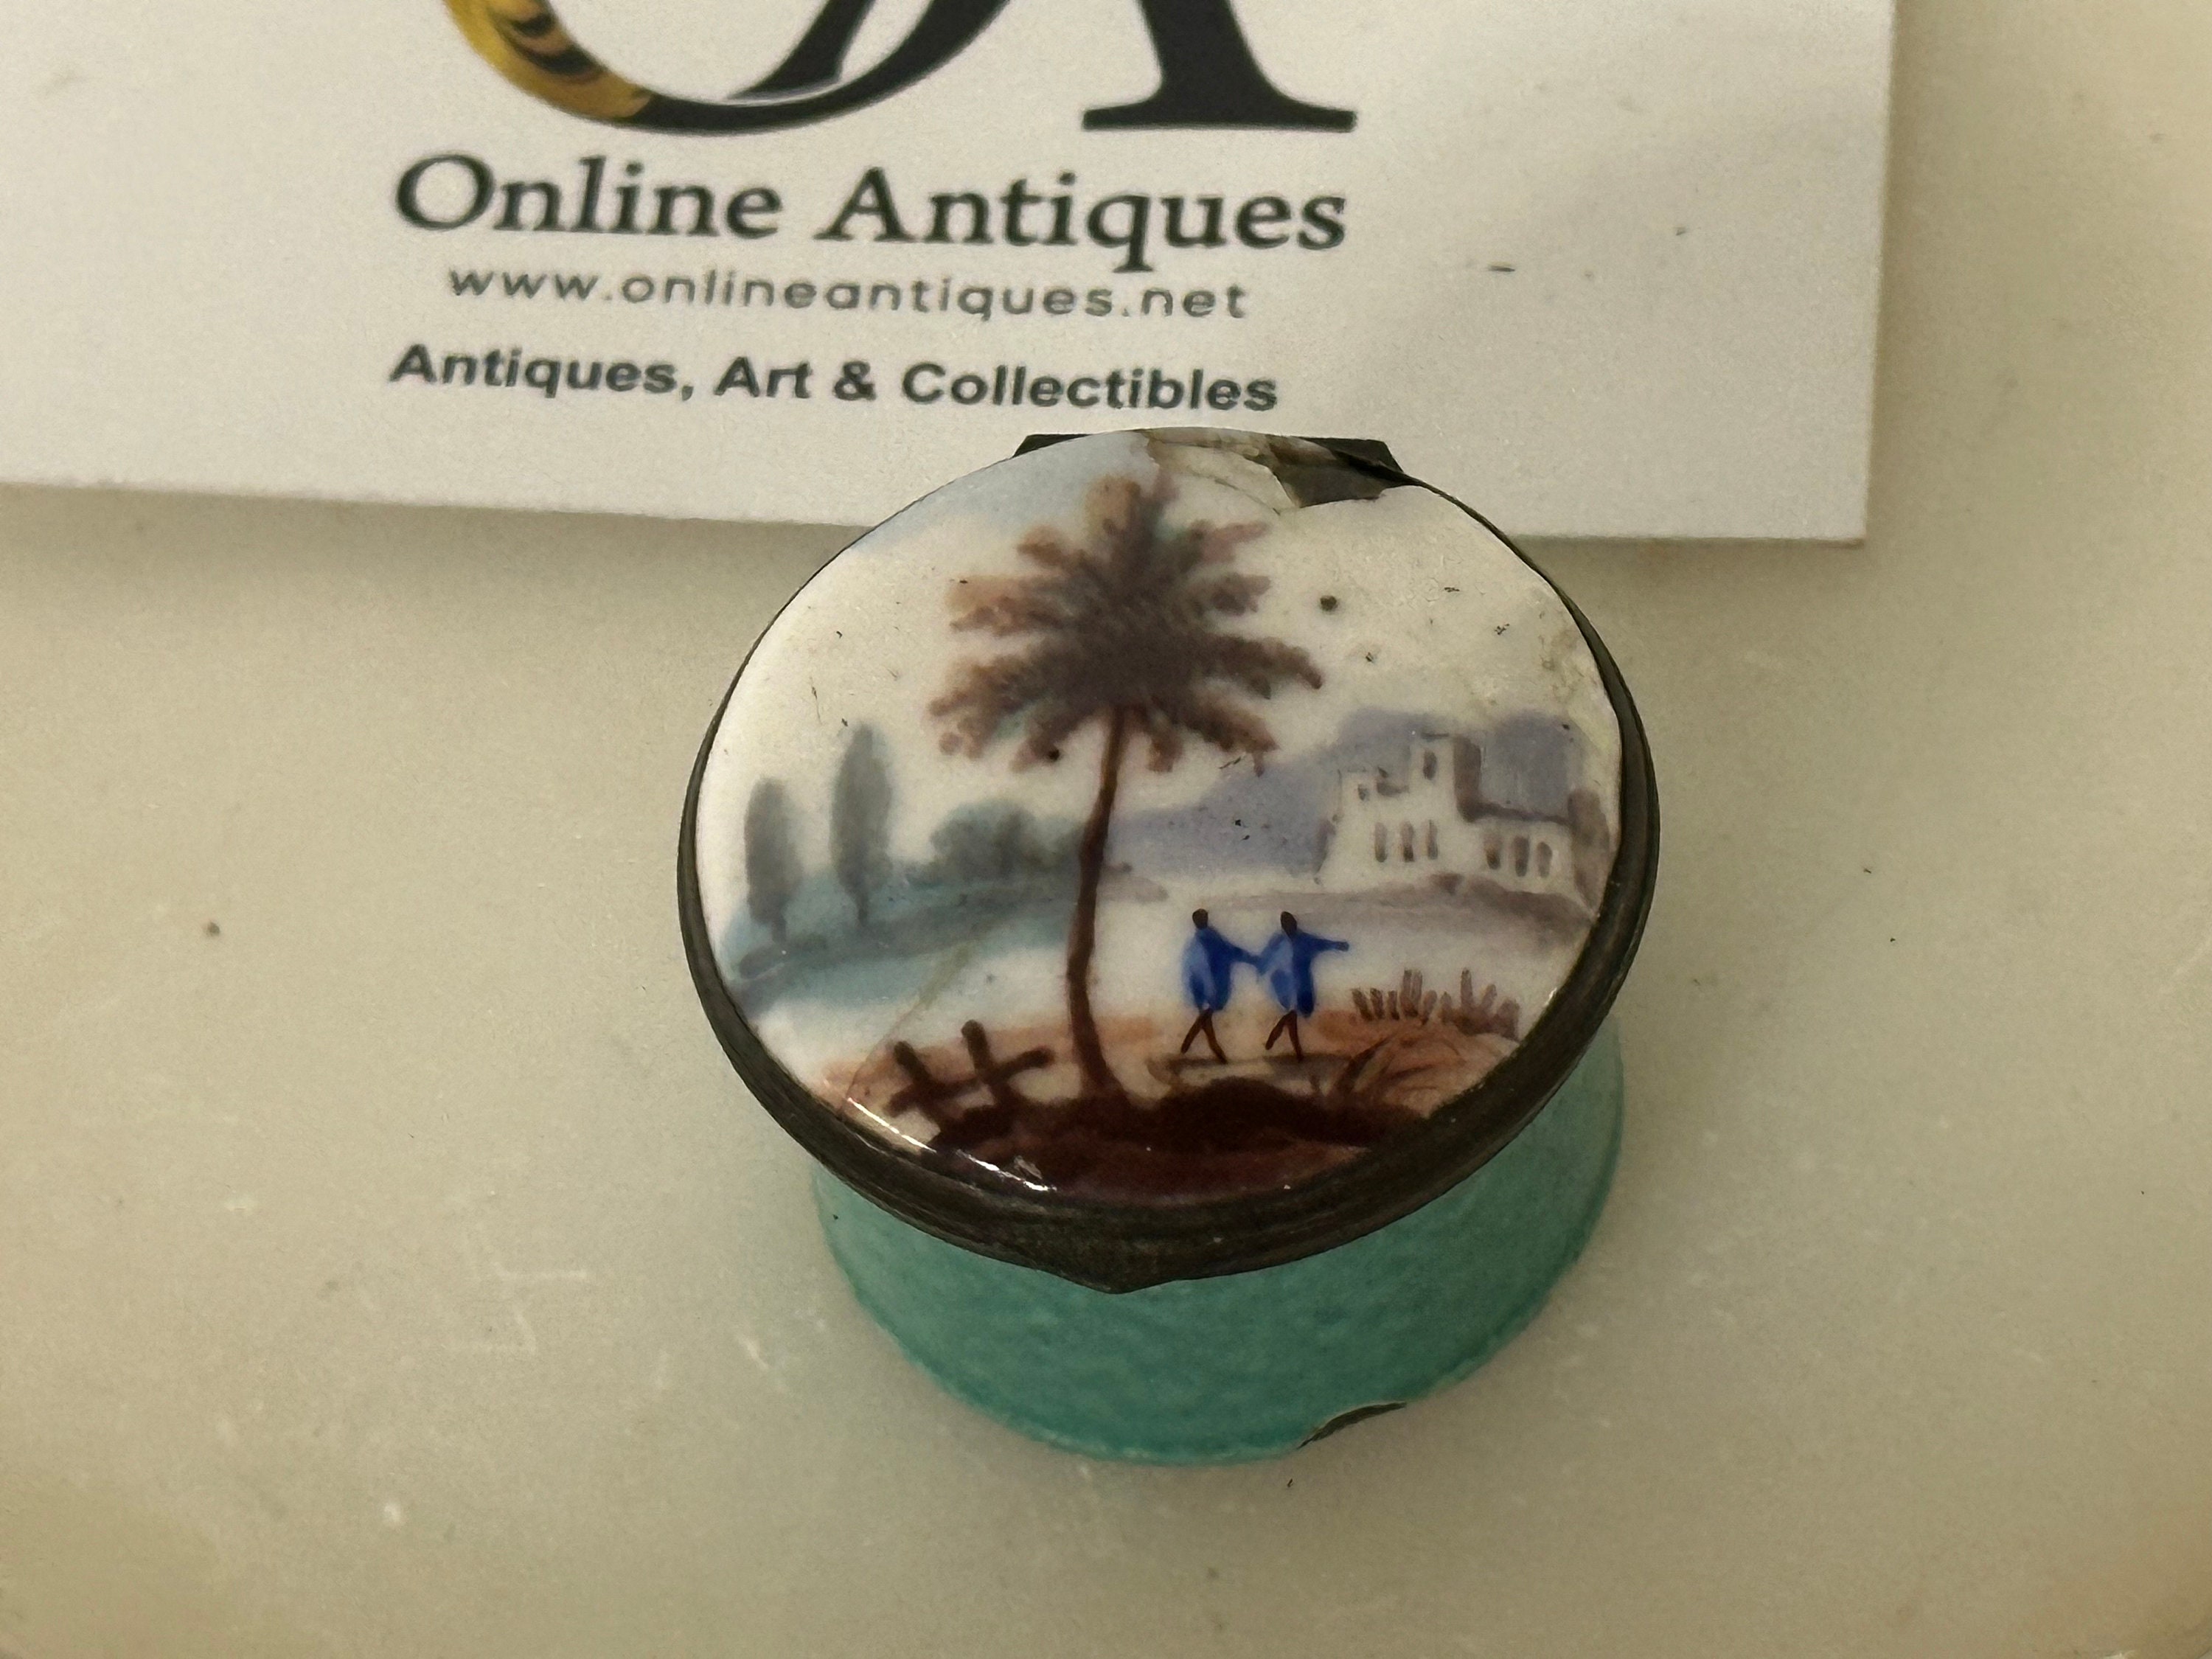 Online Antiques
www.onlineantiques.net
Antiques, Art & Collectibles